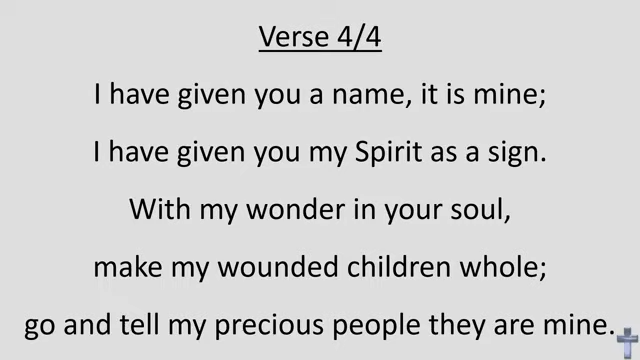 Verse 4/4
I have given you a name, it is mine;
I have given you my Spirit as a sign.
With my wonder in your soul,
make my wounded children whole;
go and tell my precious people they are mine.